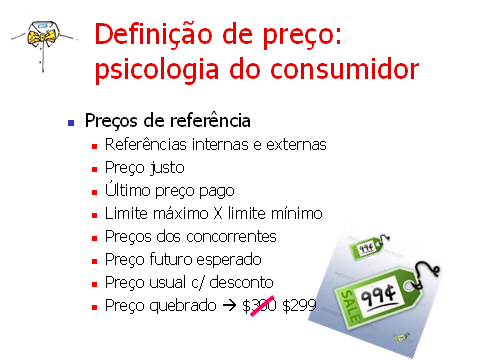 Definição de preço:
psicologia do consumidor
Preços de referência
Referências internas e externas
Preço justo
Último preço pago
Limite máximo X limite mínimo
Preços dos concorrentes
Preço futuro esperado
Preço usual c/ desconto
Preço quebrado → $300 $299
99¢
SALE
99¢